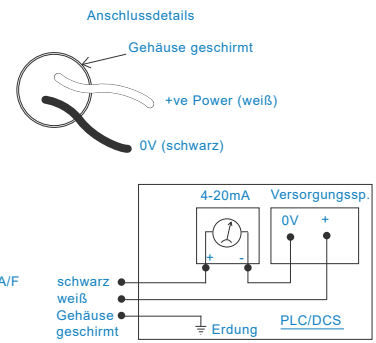 Anschlussdetails
Gehäuse geschirmt
+ve Power (weiß)
0V (schwarz)
4-20mA
Versorgungssp.
0V +
+ -
A/F
schwarz
weiß
Gehäuse
geschirmt
Erdung
PLC/DCS